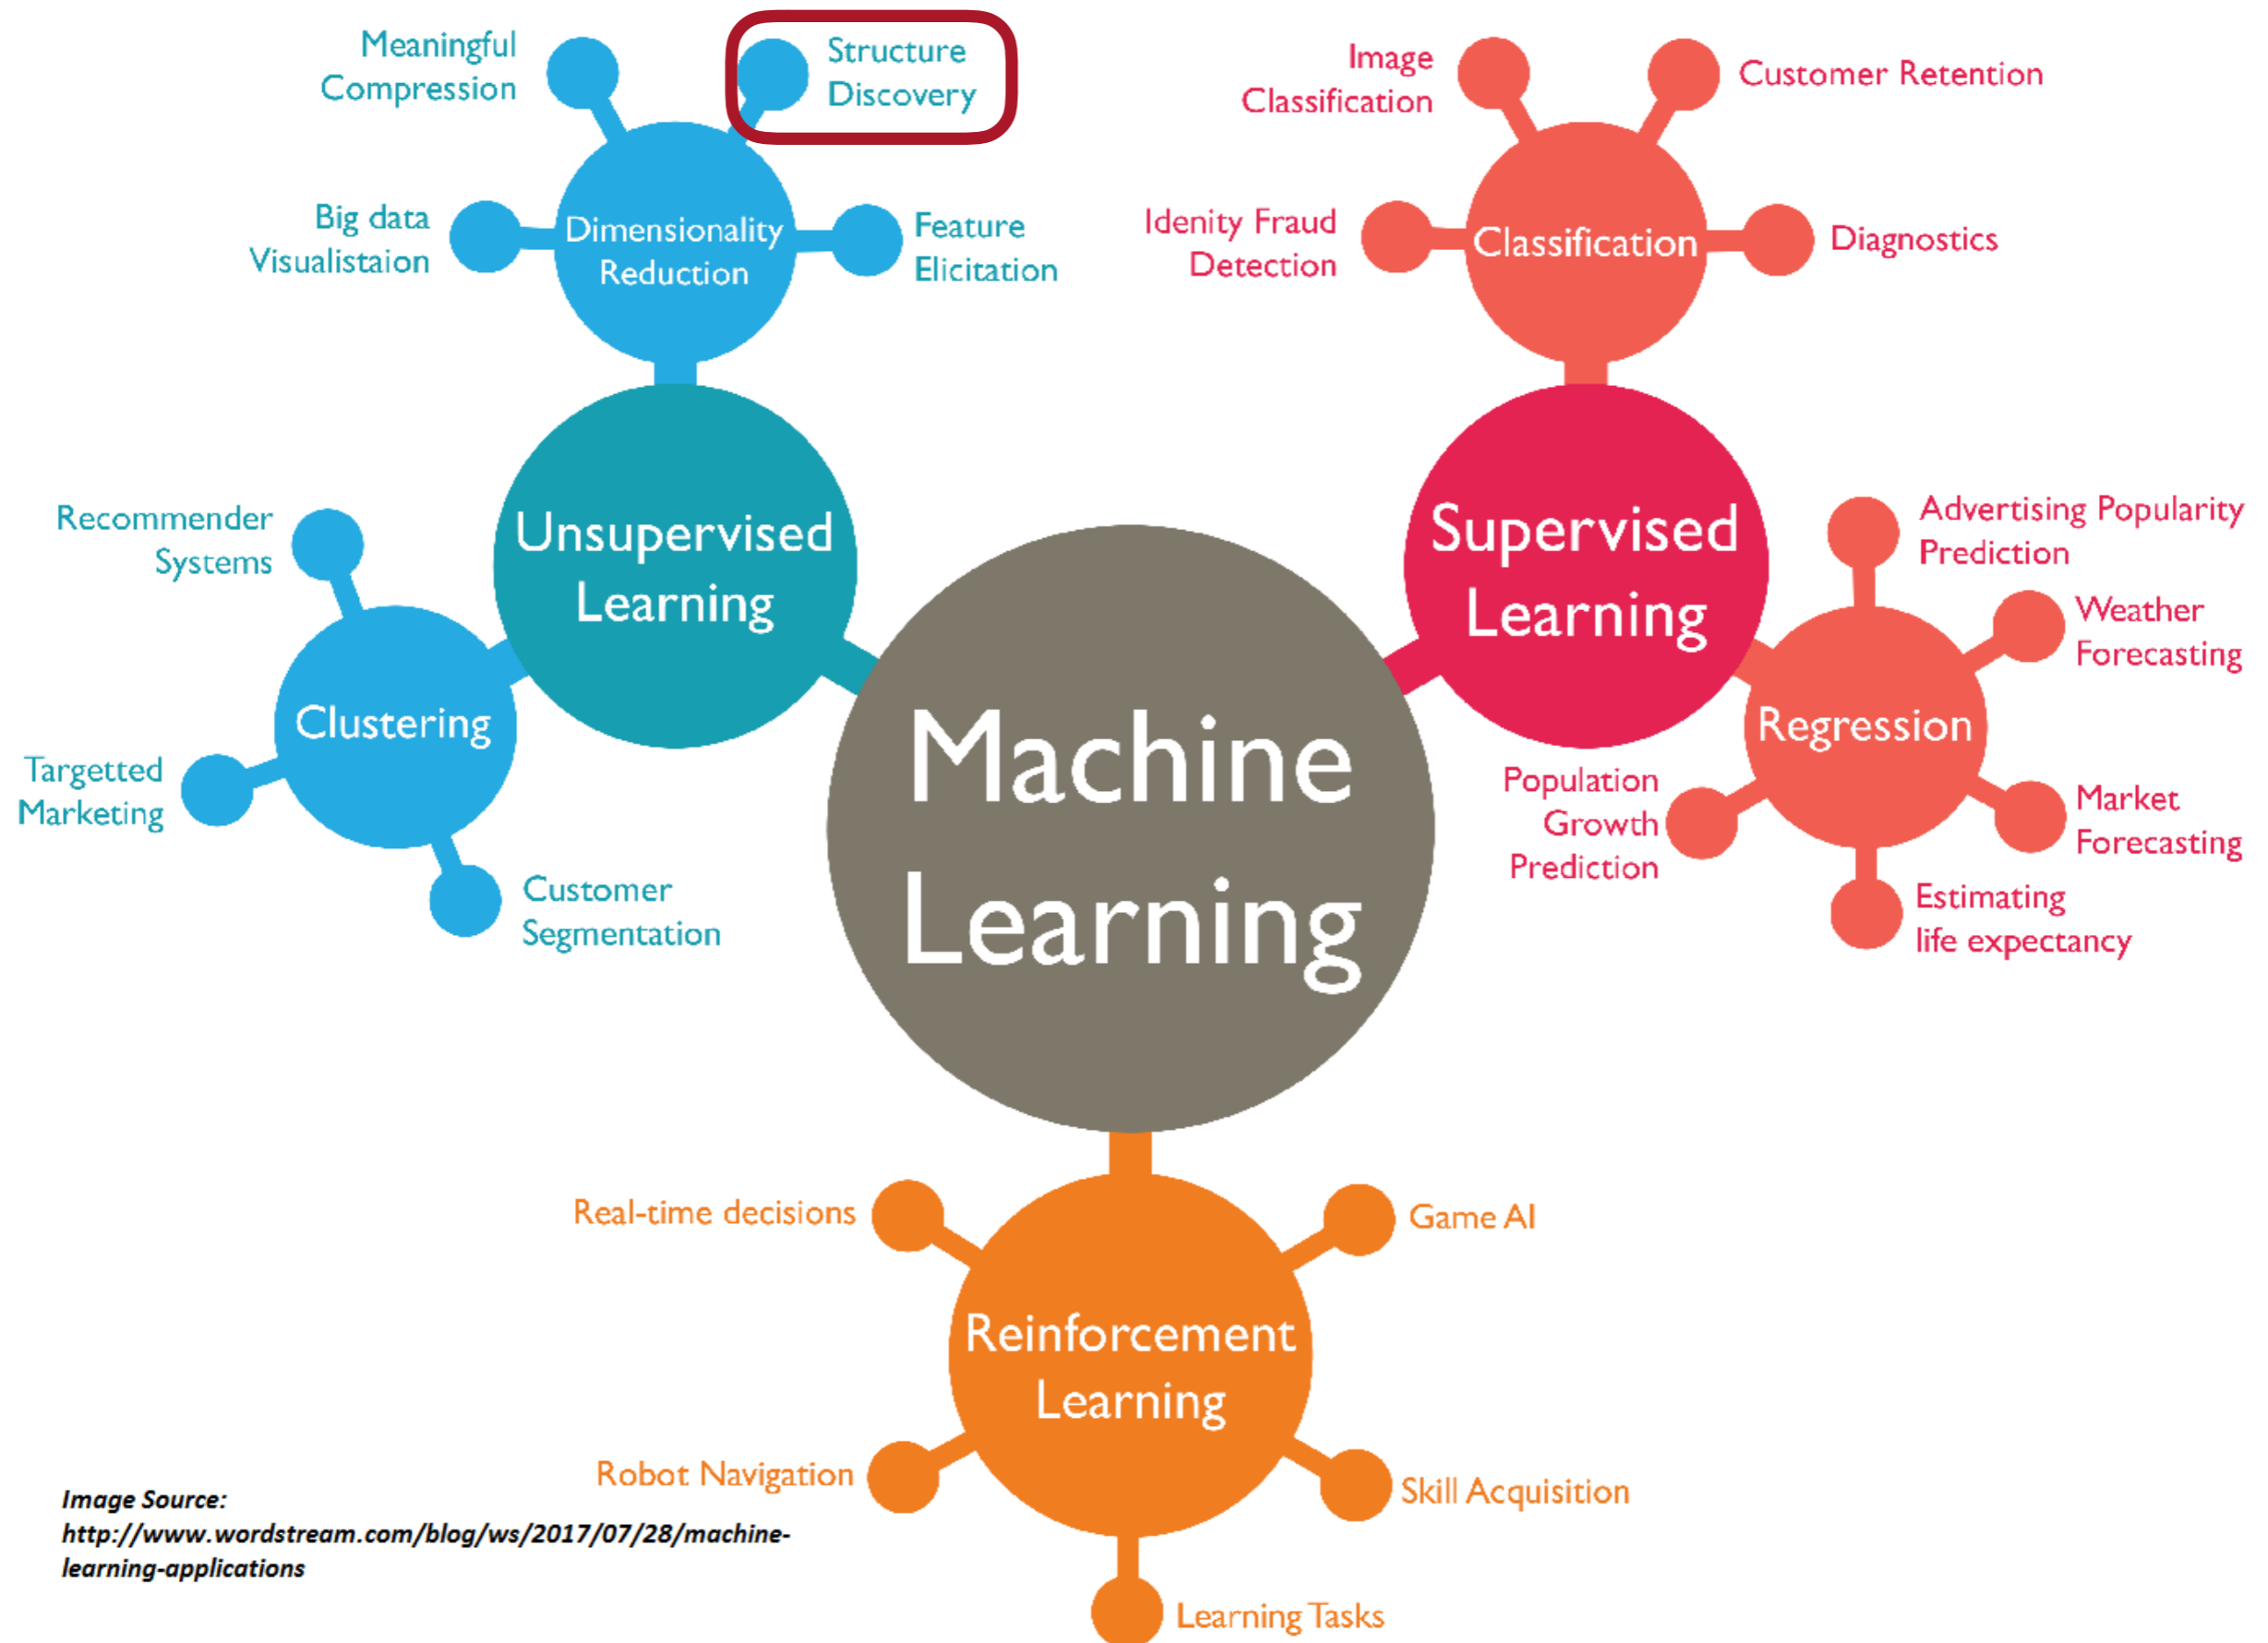 Meaningful
Compression
Structure
Discovery
Big data
Visualistaion
Dimensionality
Reduction
Feature
Elicitation
Image
Classification
Customer Retention
Idenity Fraud
Detection
Classification
Diagnostics
Unsupervised
Learning
Recommender
Systems
Clustering
Targetted
Marketing
Customer
Segmentation
Supervised
Learning
Advertising Popularity
Prediction
Weather
Forecasting
Regression
Population
Growth
Prediction
Market
Forecasting
Estimating
life expectancy
Machine
Learning
Real-time decisions
Game AI
Reinforcement
Learning
Robot Navigation
Skill Acquisition
Learning Tasks
Image Source:
http://www.wordstream.com/blog/ws/2017/07/28/machine-
learning-applications